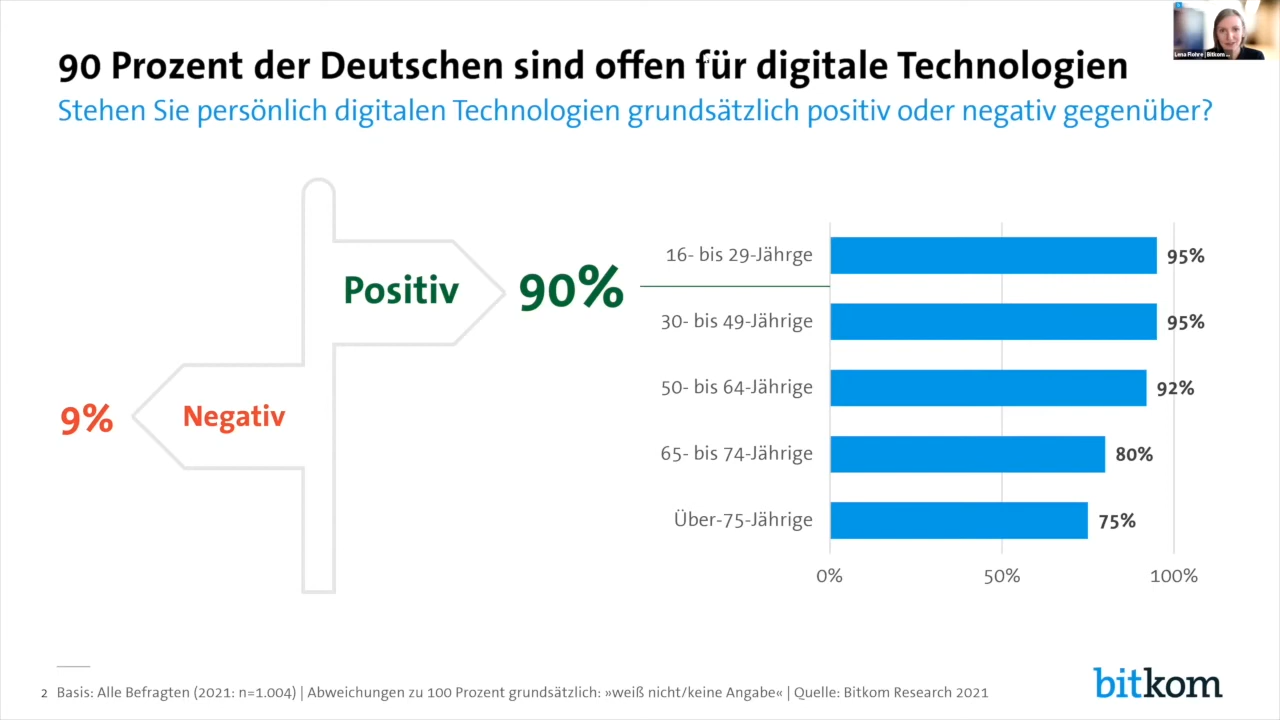 90 Prozent der Deutschen sind offen für digitale Technologien
Stehen Sie persönlich digitalen Technologien grundsätzlich positiv oder negativ gegenüber?
Positiv
90%
9%
Negativ
16- bis 29-Jährge
95%
30- bis 49-Jährige
95%
50- bis 64-Jährige
92%
65- bis 74-Jährige
80%
Über-75-Jährige
75%
0%
50%
100%
2 Basis: Alle Befragten (2021: n=1.004) | Abweichungen zu 100 Prozent grundsätzlich: »weiß nicht/keine Angabe« | Quelle: Bitkom Research 2021
bitkom